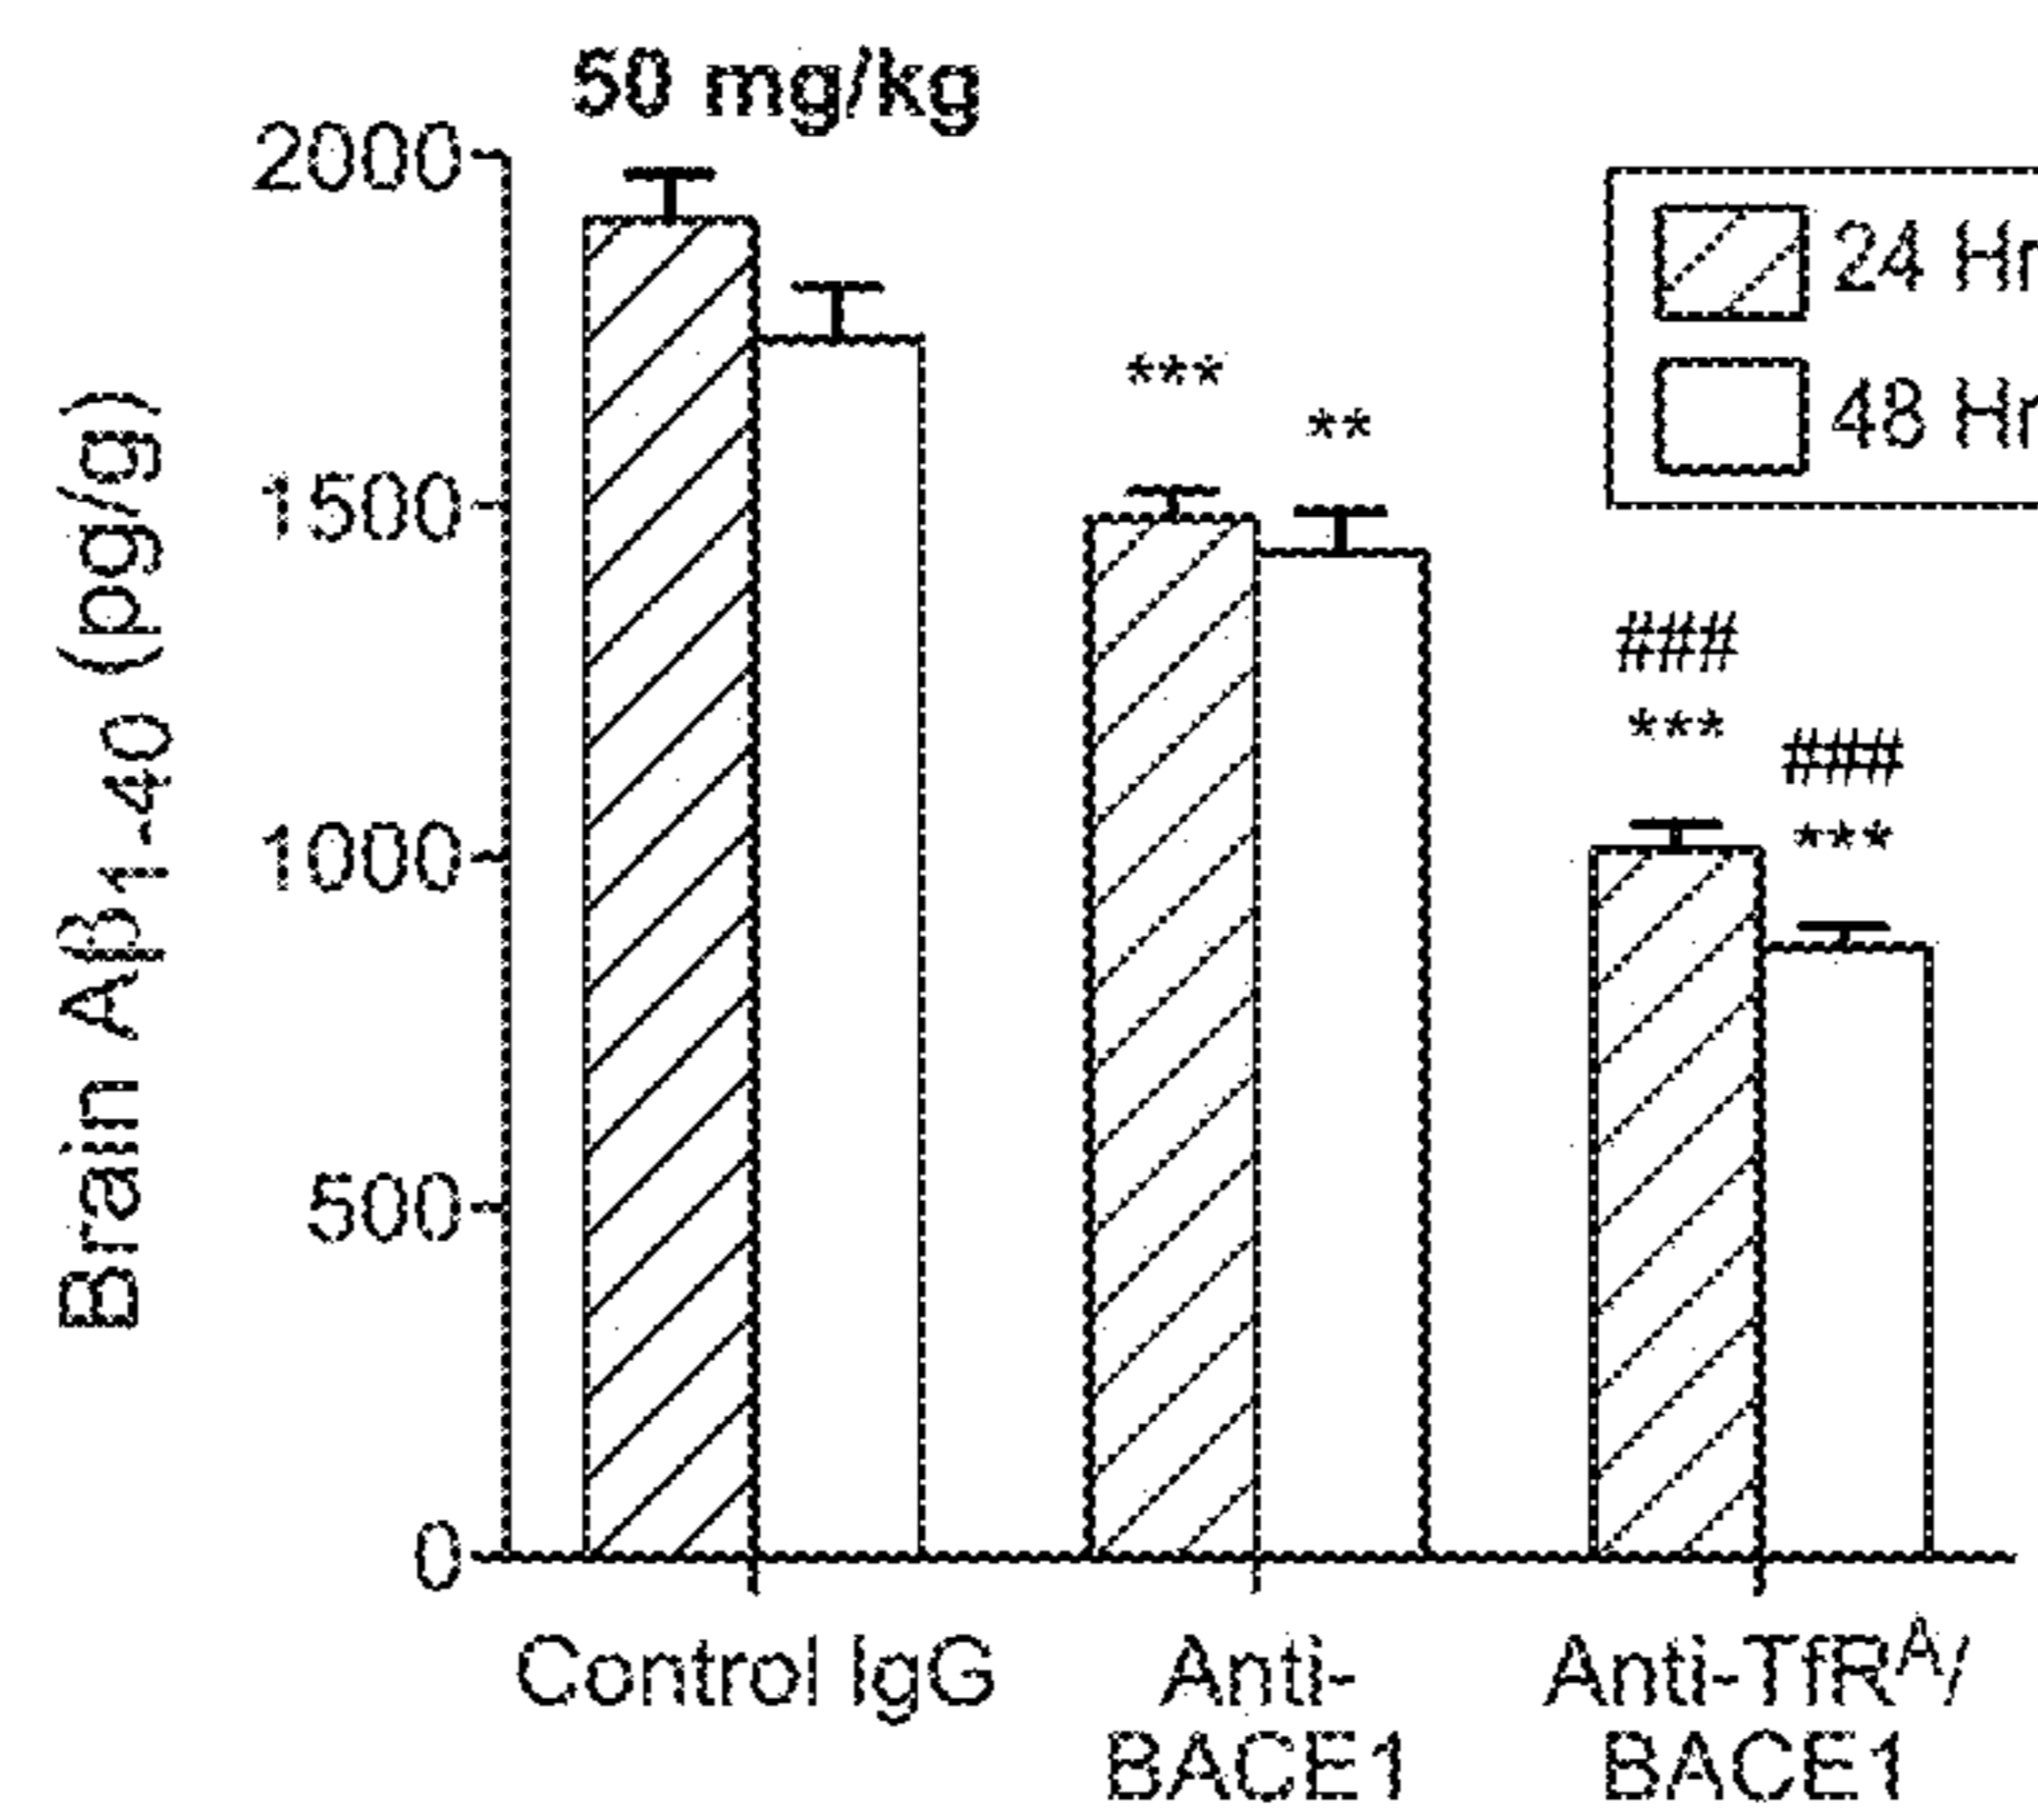 50 mg/kg
2000
1500
1000
500
0
Brain Aβ1-40 (pg/g)
24 Hr
48 Hr
***
**
###
***
###
***
Control IgG
Anti-
BACE1
Anti-TfRᴬ/
BACE1